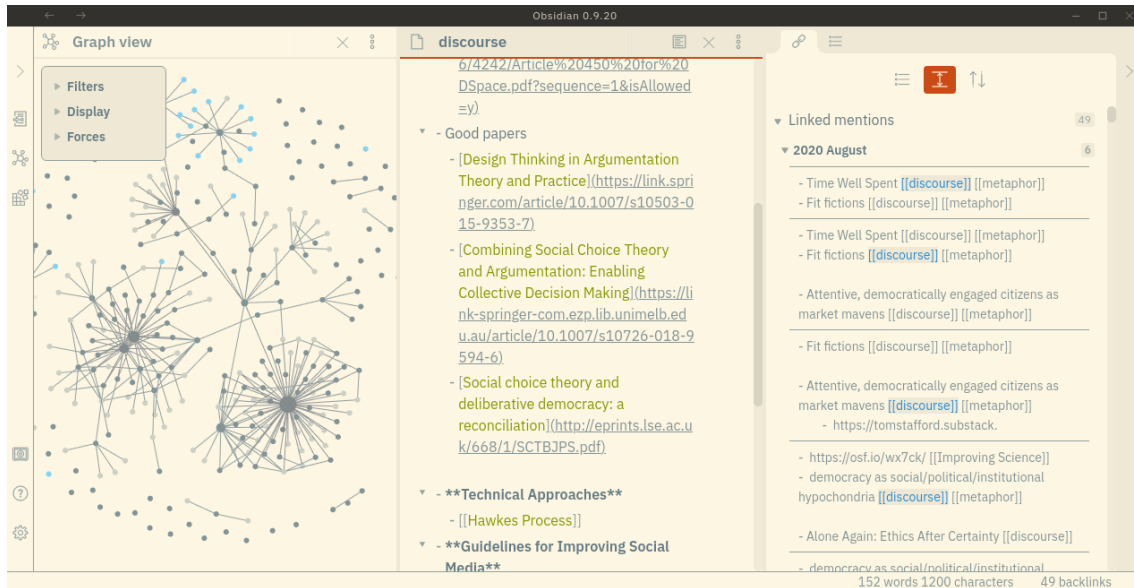 Obsidian 0.9.20
Graph view
Filters
Display
Forces
discourse
6/4242/Article%20450%20for%20
DSpace.pdf?sequence=1&isAllowed
=y)
- Good papers
- [Design Thinking in Argumentation
Theory and Practice](https://link.spri
nger.com/article/10.1007/s10503-0
15-9353-7)
- [Combining Social Choice Theory
and Argumentation: Enabling
Collective Decision Making](https://li
nk-springer-com.ezp.lib.unimelb.ed
u.au/article/10.1007/s10726-018-9
594-6)
- [Social choice theory and
deliberative democracy: a
reconciliation](http://eprints.lse.ac.u
k/668/1/SCTBJPS.pdf)
- **Technical Approaches**
- [[Hawkes Process]]
- **Guidelines for Improving Social
Media**
Linked mentions 49
2020 August 6
- Time Well Spent [[discourse]] [[metaphor]]
- Fit fictions [[discourse]] [[metaphor]]
- Time Well Spent [[discourse]] [[metaphor]]
- Fit fictions [[discourse]] [[metaphor]]
- Attentive, democratically engaged citizens as
market mavens [[discourse]] [[metaphor]]
- Fit fictions [[discourse]] [[metaphor]]
- Attentive, democratically engaged citizens as
market mavens [[discourse]] [[metaphor]]
- https://tomstafford.substack.
- https://osf.io/wx7ck/ [[Improving Science]]
- democracy as social/political/institutional
hypochondria [[discourse]] [[metaphor]]
- Alone Again: Ethics After Certainty [[discourse]]
- democracy as social/political/institutional
152 words 1200 characters 49 backlinks